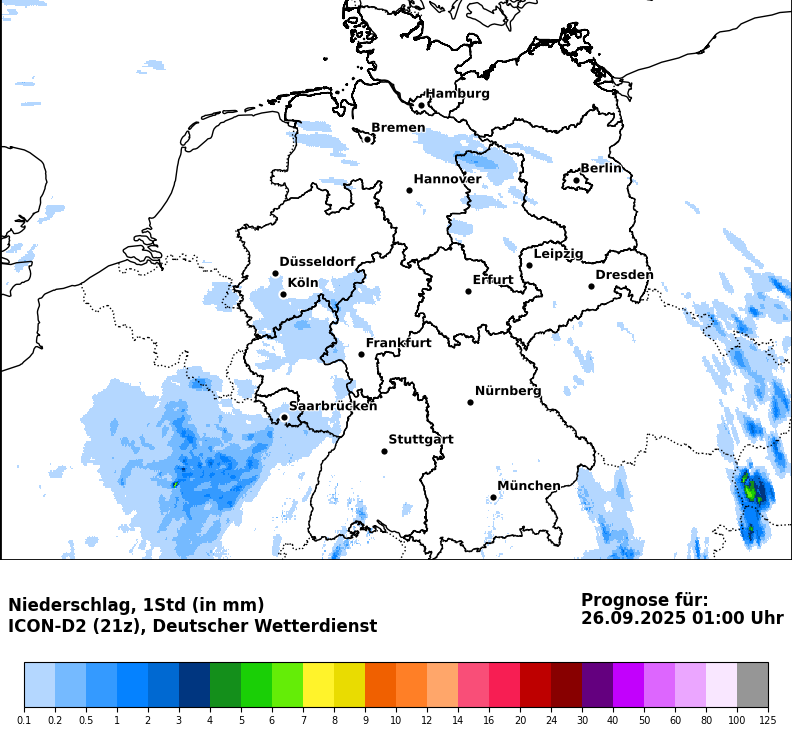 Hamburg
Bremen
Berlin
Hannover
Leipzig
Düsseldorf
Dresden
Köln
Erfurt
Frankfurt
Nürnberg
Saarbrücken
Stuttgart
München
Niederschlag, 1Std (in mm)
ICON-D2 (21z), Deutscher Wetterdienst
Prognose für:
26.09.2025 01:00 Uhr
0.1 0.2 0.5 1 2 3 4 5 6 7 8 9 10 12 14 16 20 24 30 40 50 60 80 100 125